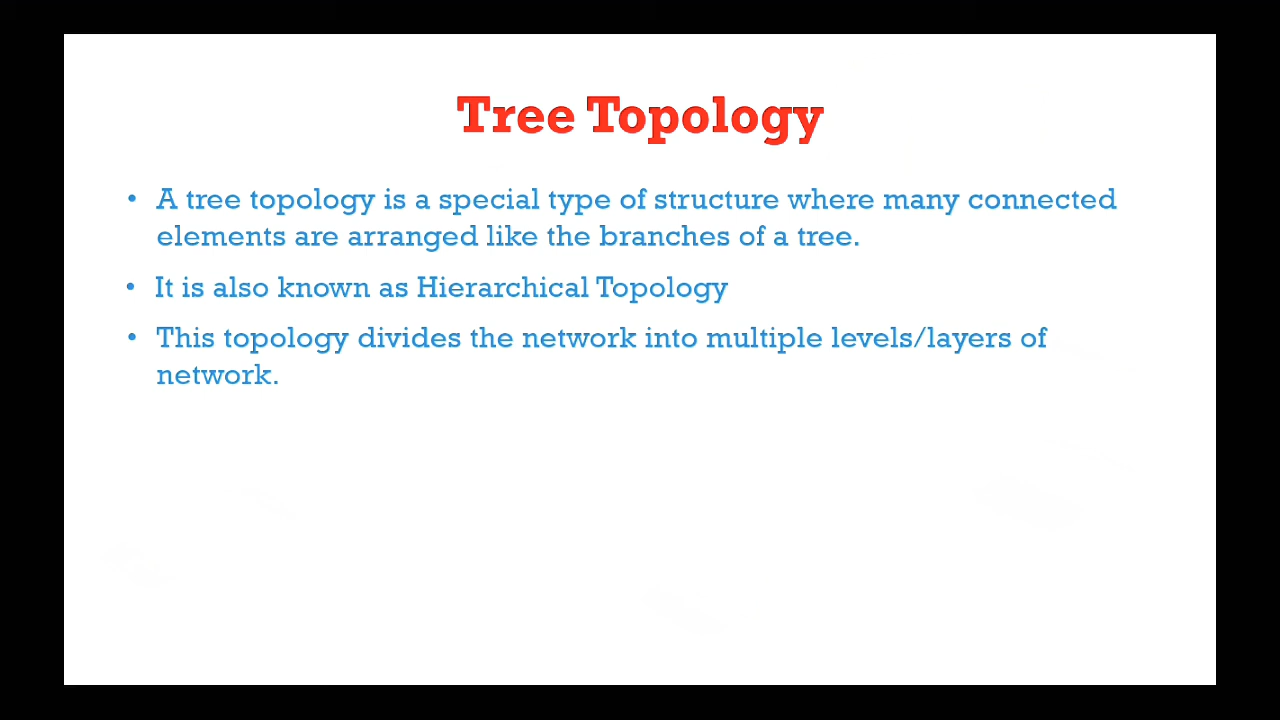 Tree Topology
• A tree topology is a special type of structure where many connected
elements are arranged like the branches of a tree.
• It is also known as Hierarchical Topology
• This topology divides the network into multiple levels/layers of
network.